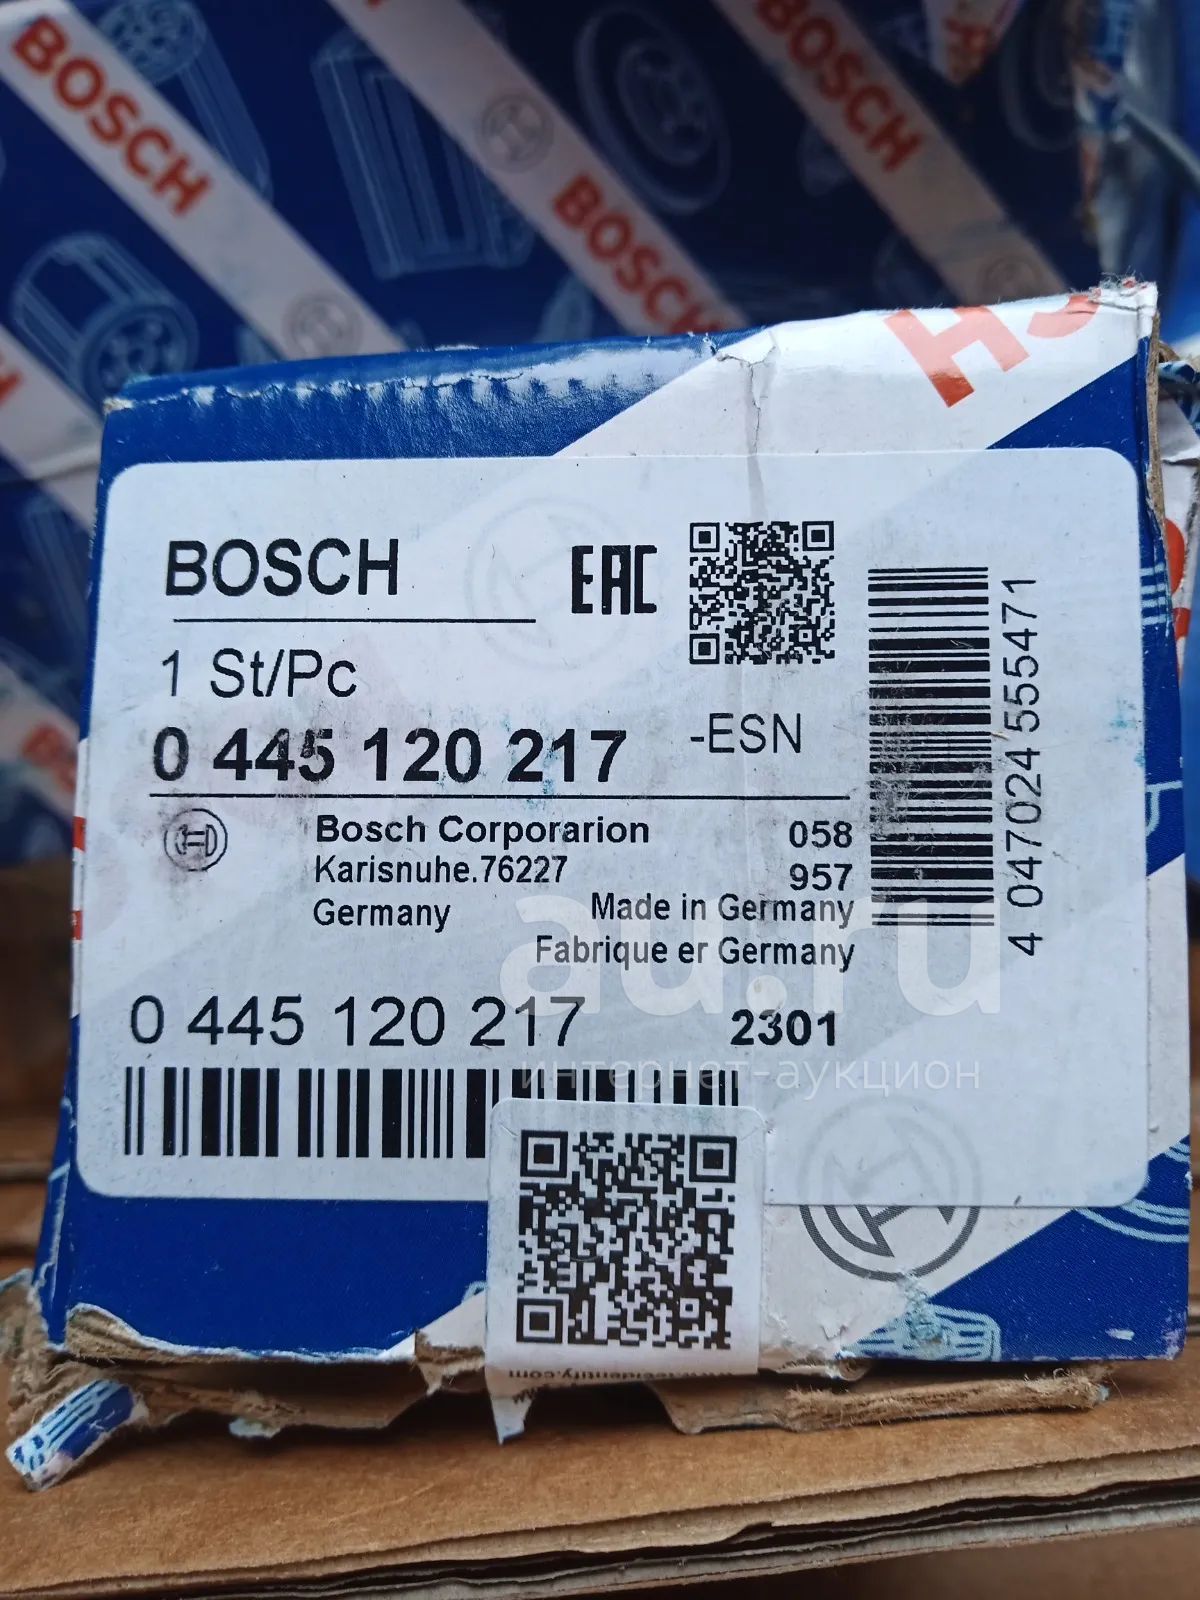 BOSCH
BOSCH
BOSCH
BOSCH
EAC
1 St/Pc
0 445 120 217
-ESN
Bosch Corporarion
058
Karisnuhe.76227
957
Germany
Made in Germany
Fabrique er Germany
4 047024 555471
0 445 120 217
2301
au.ru
интернет-аукцион